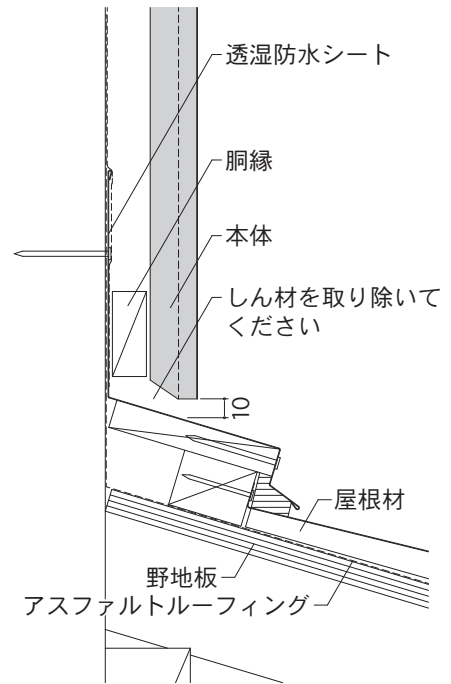 透湿防水シート
胴縁
本体
しん材を取り除いて
ください
10
屋根材
野地板
アスファルトルーフィング